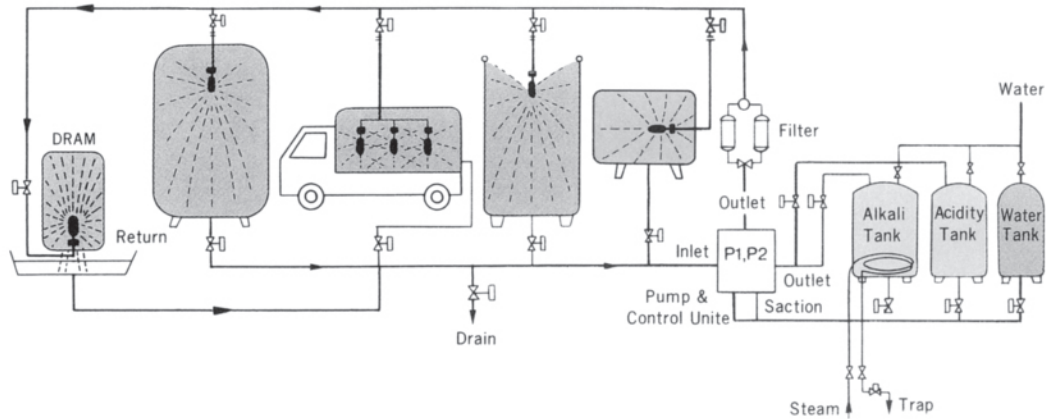 Water
DRAM
Filter
Return
Outlet
Alkali
Tank
Acidity
Tank
Water
Tank
Inlet
P1,P2
Outlet
Pump &
Control Unite
Saction
Drain
Steam
Trap